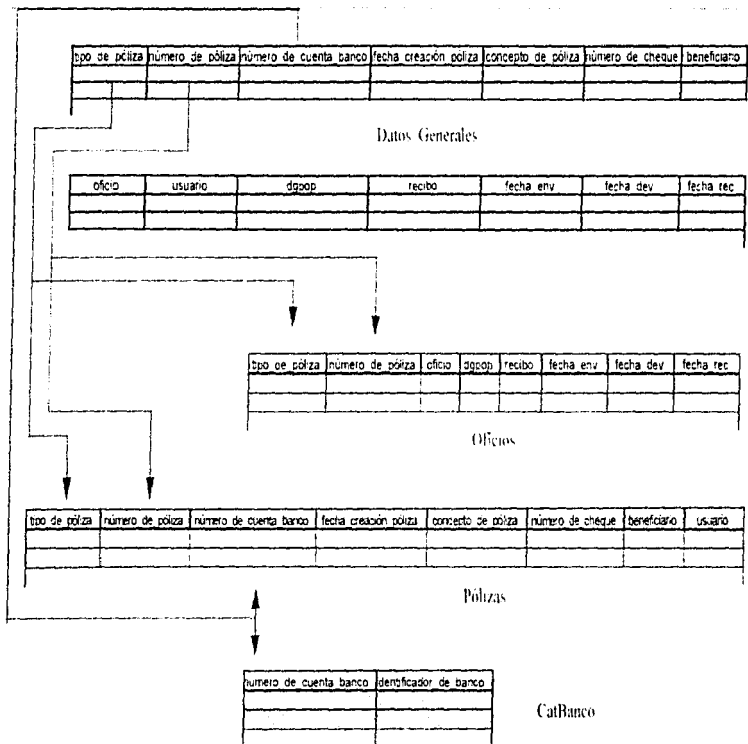 tipo de póliza número de póliza número de cuenta banco fecha creación póliza concepto de póliza número de cheque beneficiario
Datos Generales
oficio usuario dgpop recibo fecha env fecha dev fecha rec
tipo de póliza número de póliza oficio dgpop recibo fecha env fecha dev fecha rec
Oficios
tipo de póliza número de póliza número de cuenta banco fecha creación póliza concepto de póliza número de cheque beneficiario usuario
Pólizas
numero de cuenta banco identificador de banco
CatBanco